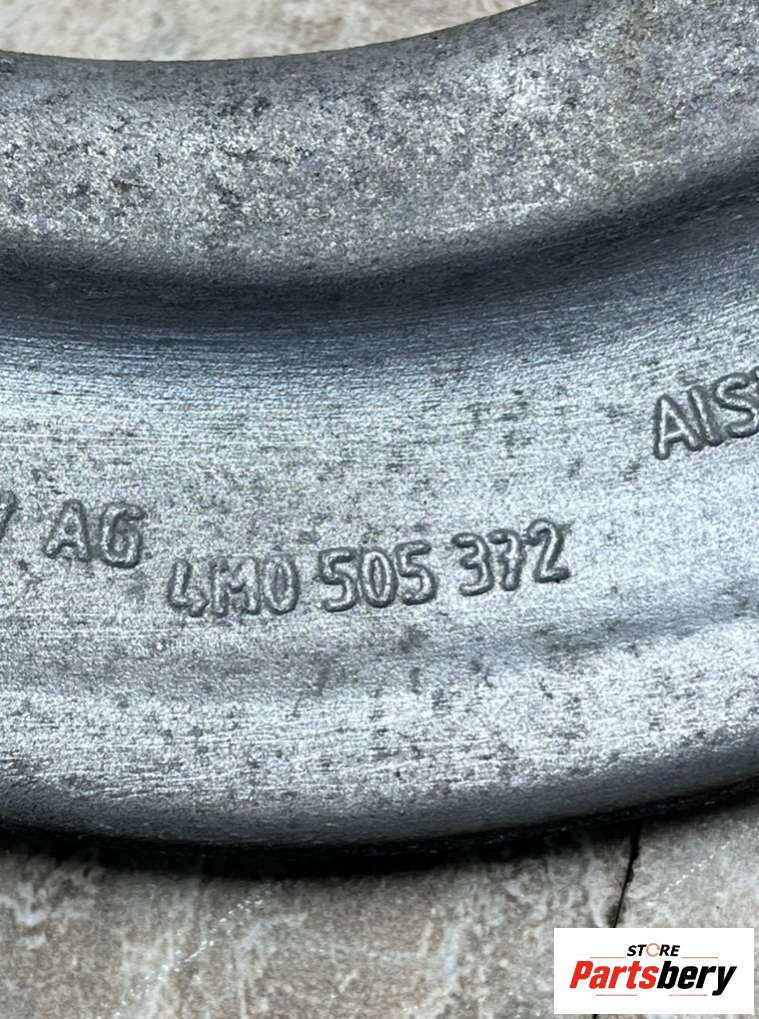 AG
4M0 505 372
AIS
STORE
Partsbery